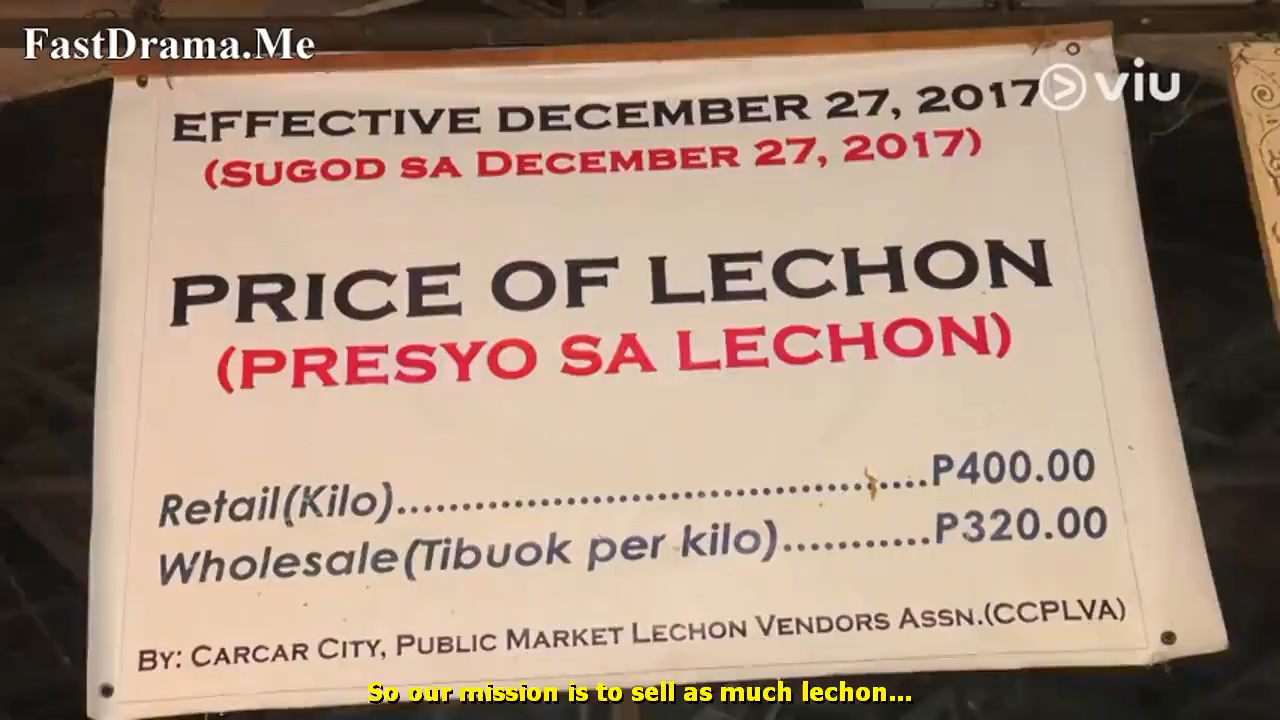 FastDrama.Me
viu
EFFECTIVE DECEMBER 27, 2017
(SUGOD SA DECEMBER 27, 2017)
PRICE OF LECHON
(PRESYO SA LECHON)
Retail(Kilo)................................................P400.00
Wholesale(Tibuok per kilo)...........P320.00
BY: CARCAR CITY, PUBLIC MARKET LECHON VENDORS ASSN.(CCPLVA)
So our mission is to sell as much lechon...